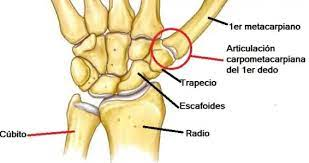 1er metacarpiano
Articulación
carpometacarpiana
del 1er dedo
Trapecio
Escafoides
Cúbito
Radio